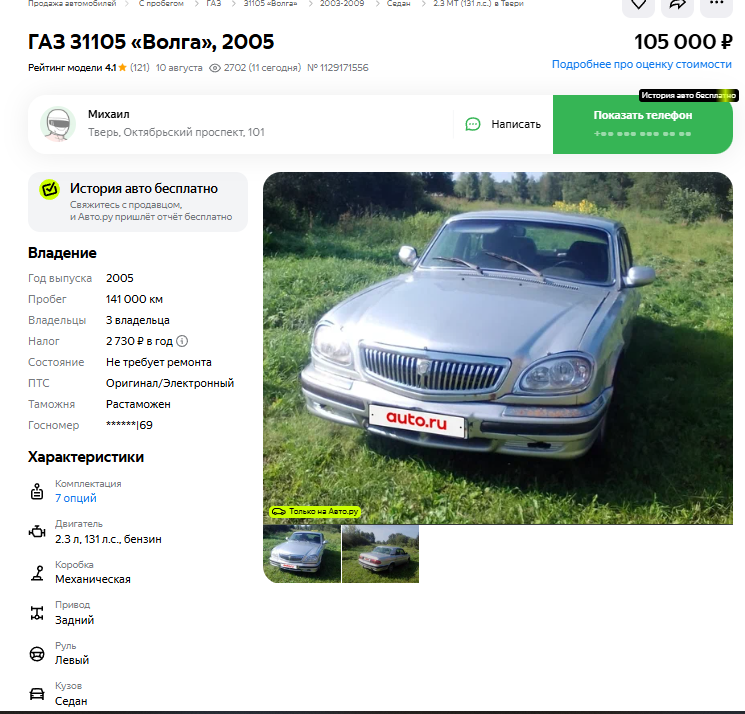 Продажа автомобилей > С пробегом > ГАЗ > 31105 «Волга» > 2003-2009 > Седан > 2.3 MT (131 л.с.) в Твери
ГАЗ 31105 «Волга», 2005
105 000 ₽
Рейтинг модели 4.1 (121) 10 августа 2702 (11 сегодня) № 1129171556
Подробнее про оценку стоимости
История авто бесплатно
Михаил
Тверь, Октябрьский проспект, 101
Написать
Показать телефон
+●● ●●● ●●● ●● ●●
История авто бесплатно
Свяжитесь с продавцом,
и Авто.ру пришлёт отчёт бесплатно
Владение
Год выпуска 2005
Пробег 141 000 км
Владельцы 3 владельца
Налог 2 730 ₽ в год
Состояние Не требует ремонта
ПТС Оригинал/Электронный
Таможня Растаможен
Госномер ******|69
Характеристики
Комплектация
7 опций
Двигатель
2.3 л, 131 л.с., бензин
Коробка
Механическая
Привод
Задний
Руль
Левый
Кузов
Седан
auto.ru
Только на Авто.ру